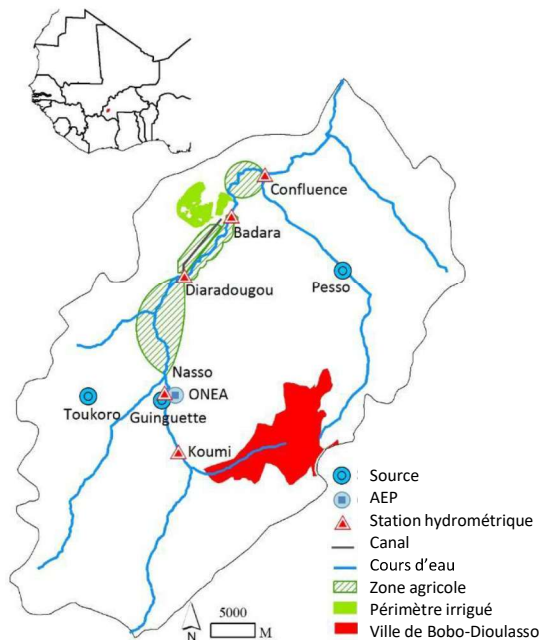 Confluence
Badara
Pesso
Diaradougou
Nasso
ONEA
Toukoro
Guinguette
Koumi
Source
AEP
Station hydrométrique
Canal
Cours d’eau
Zone agricole
Périmètre irrigué
Ville de Bobo-Dioulasso
5000
N
M